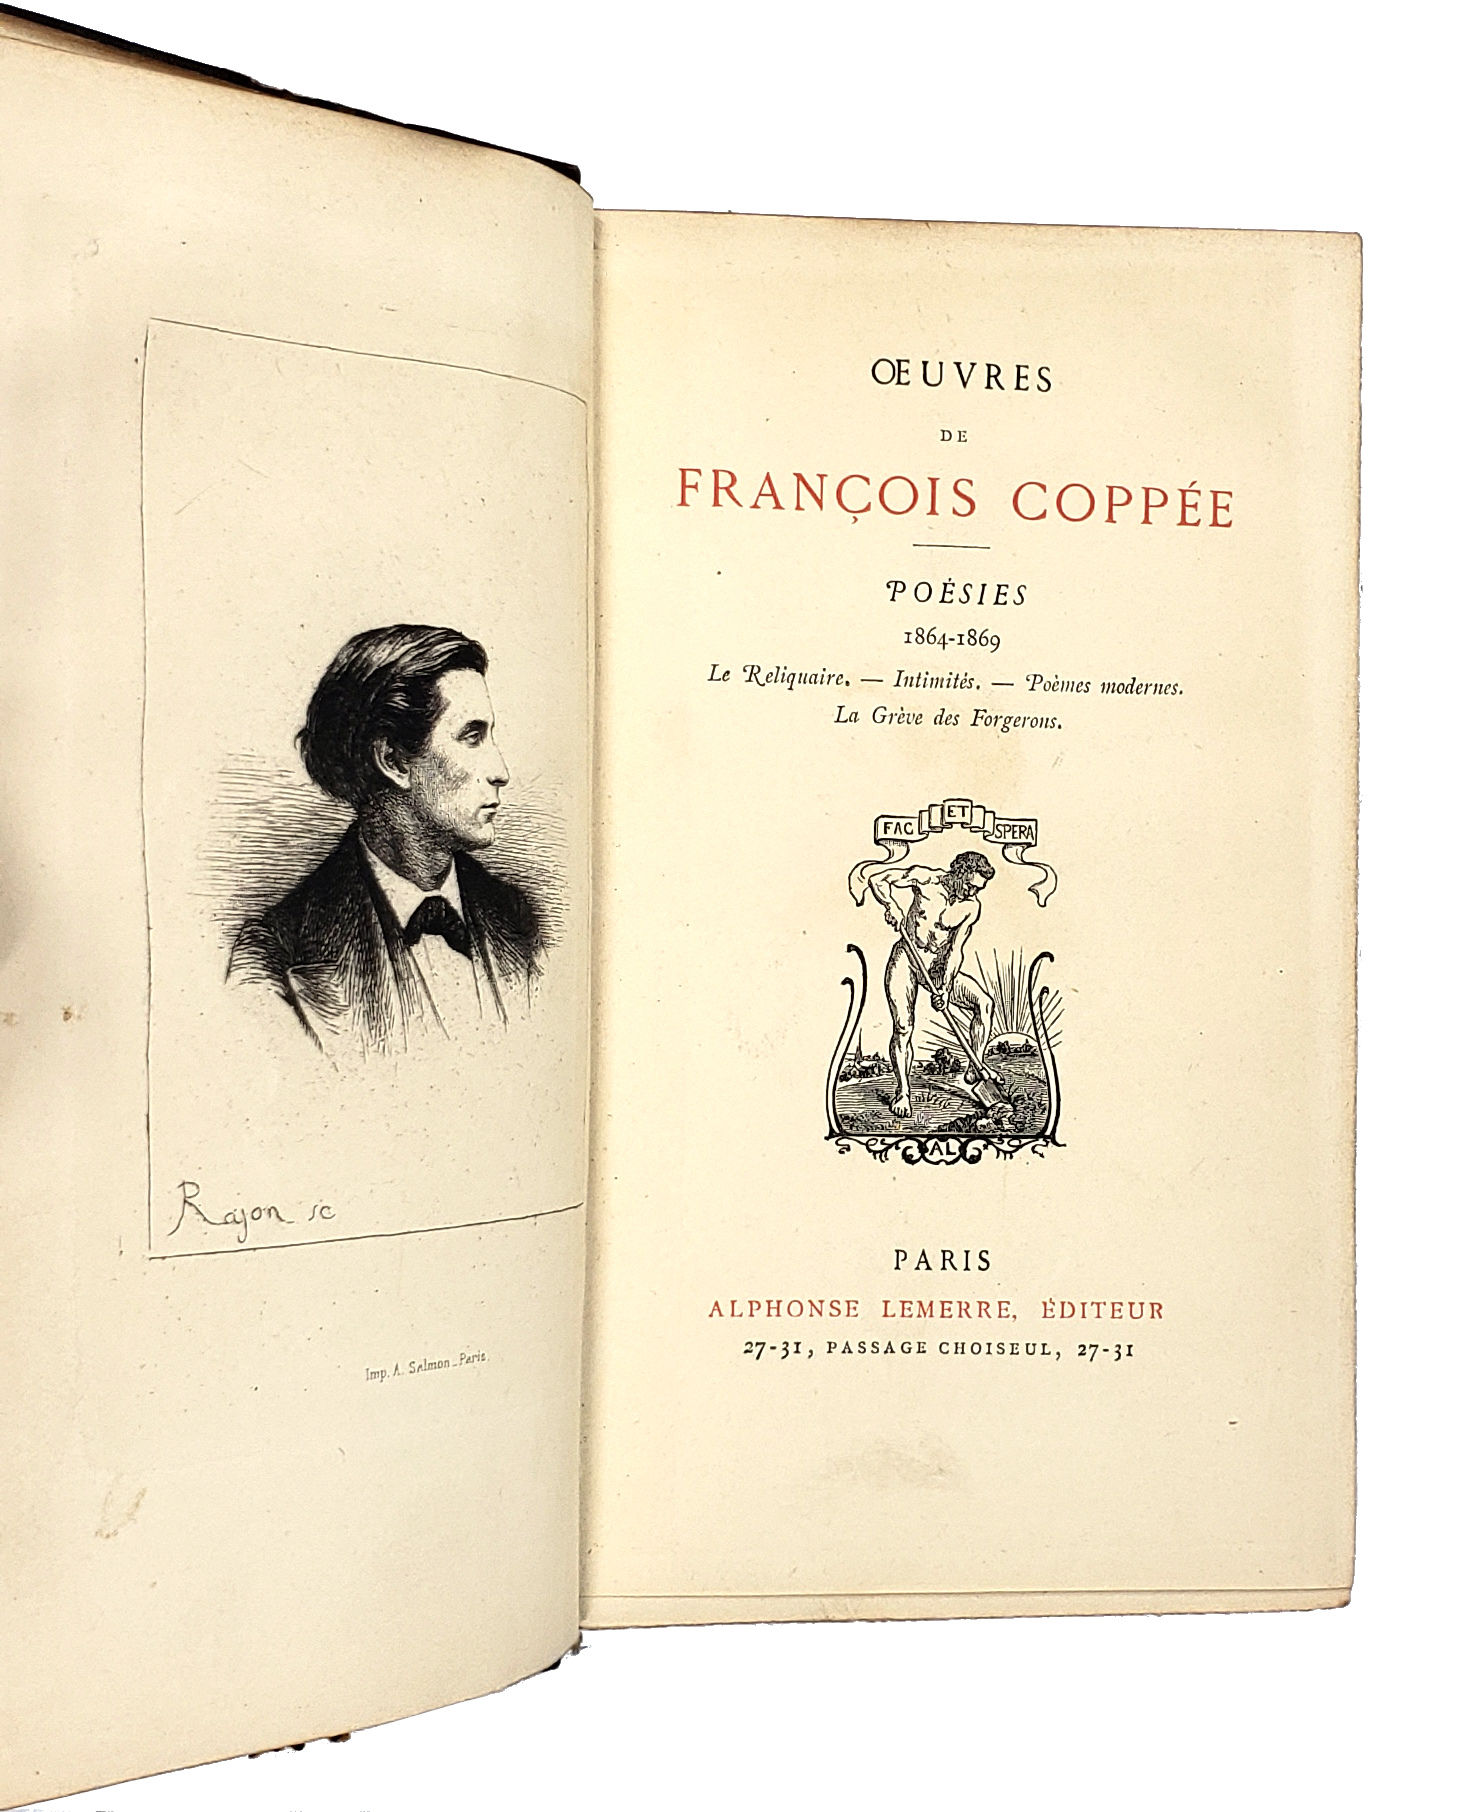 Rajon sc
Imp. A. Salmon_Paris.
ŒUVRES
DE
FRANÇOIS COPPÉE
POÉSIES
1864-1869
Le Reliquaire. — Intimités. — Poèmes modernes.
La Grève des Forgerons.
FAC ET SPERA
AL
PARIS
ALPHONSE LEMERRE, ÉDITEUR
27-31, PASSAGE CHOISEUL, 27-31